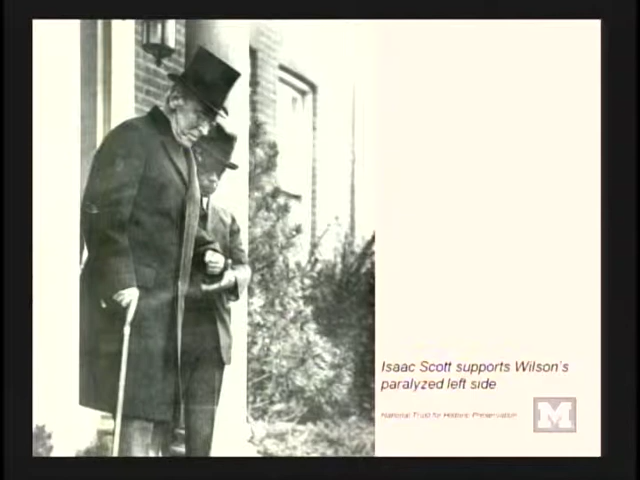 Isaac Scott supports Wilson's
paralyzed left side
National Trust for Historic Preservation
M